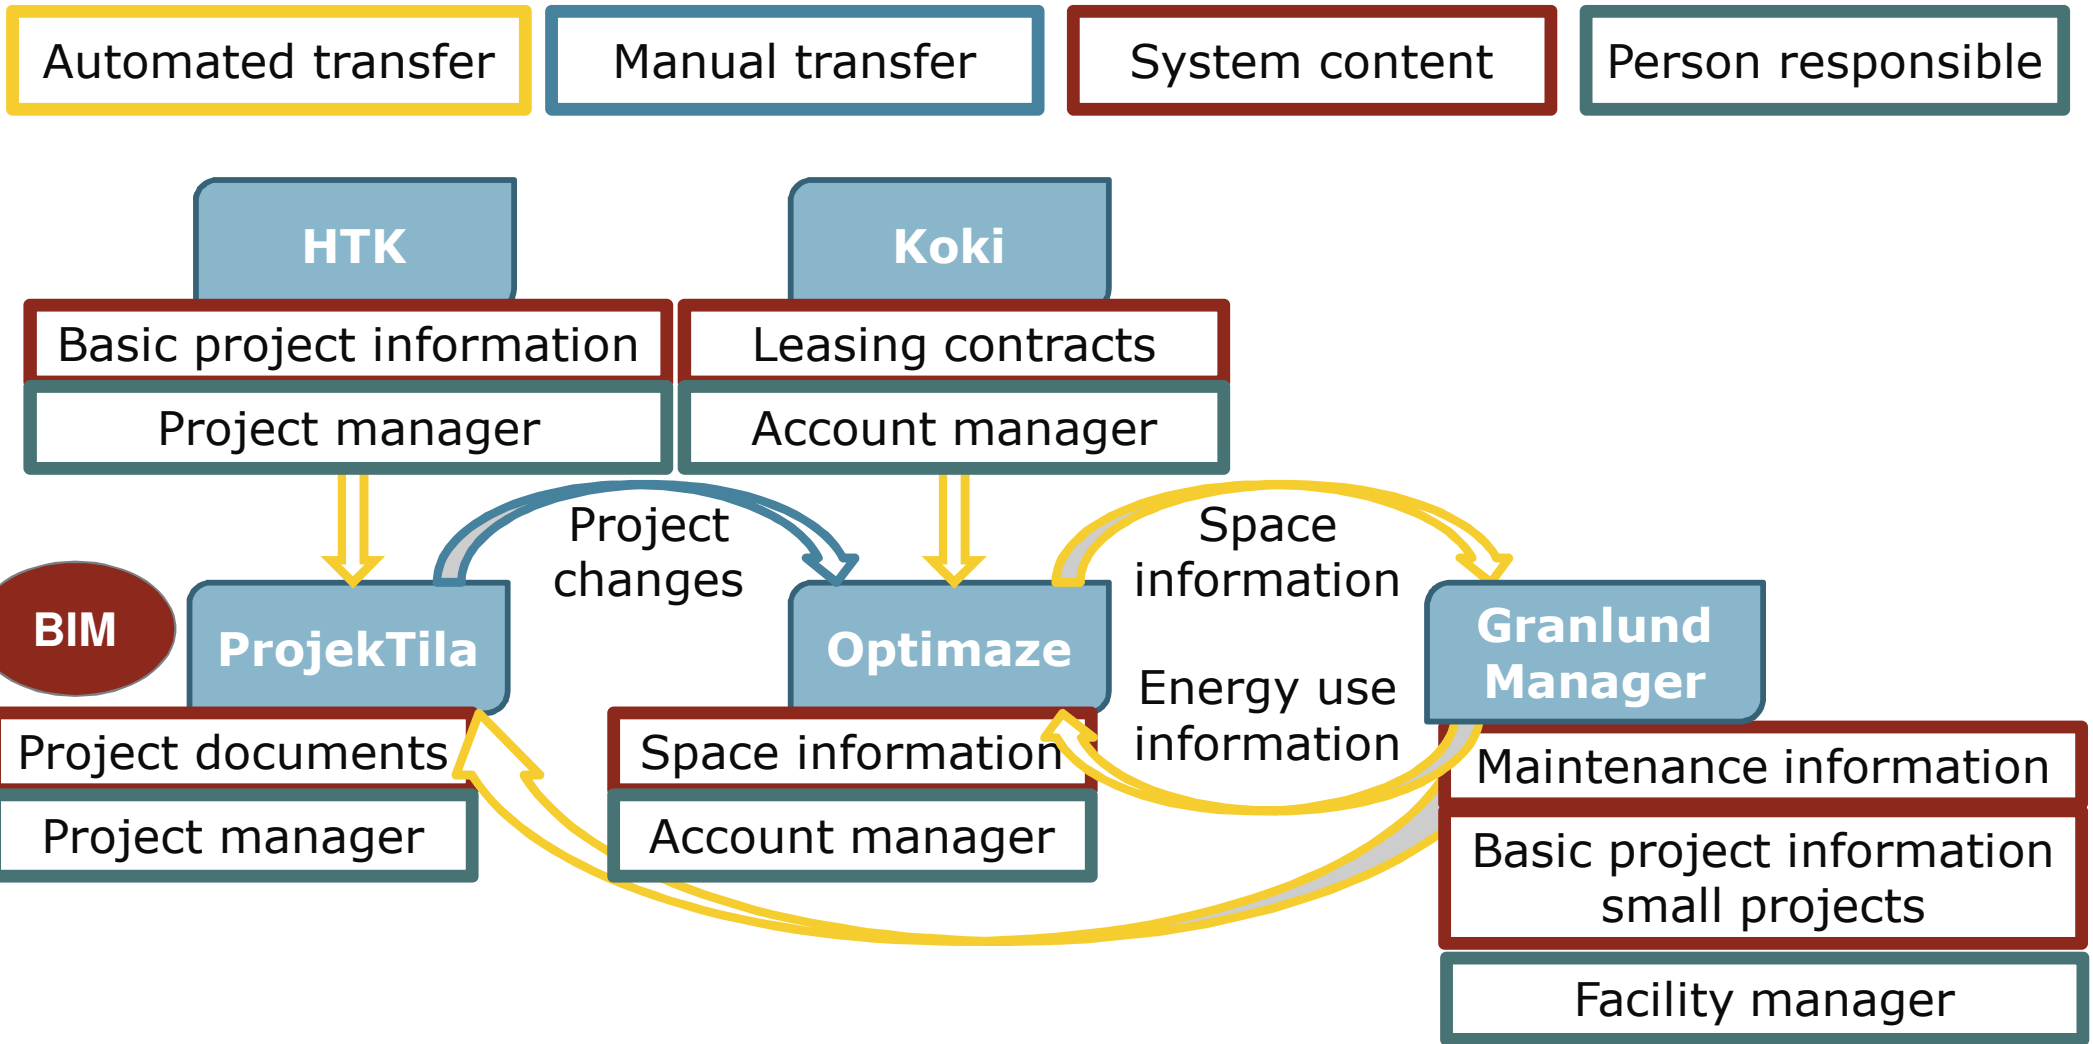 Automated transfer
Manual transfer
System content
Person responsible
HTK
Koki
Basic project information
Leasing contracts
Project manager
Account manager
Project
changes
Space
information
BIM
ProjekTila
Optimaze
Granlund
Manager
Energy use
information
Project documents
Space information
Maintenance information
Project manager
Account manager
Basic project information
small projects
Facility manager